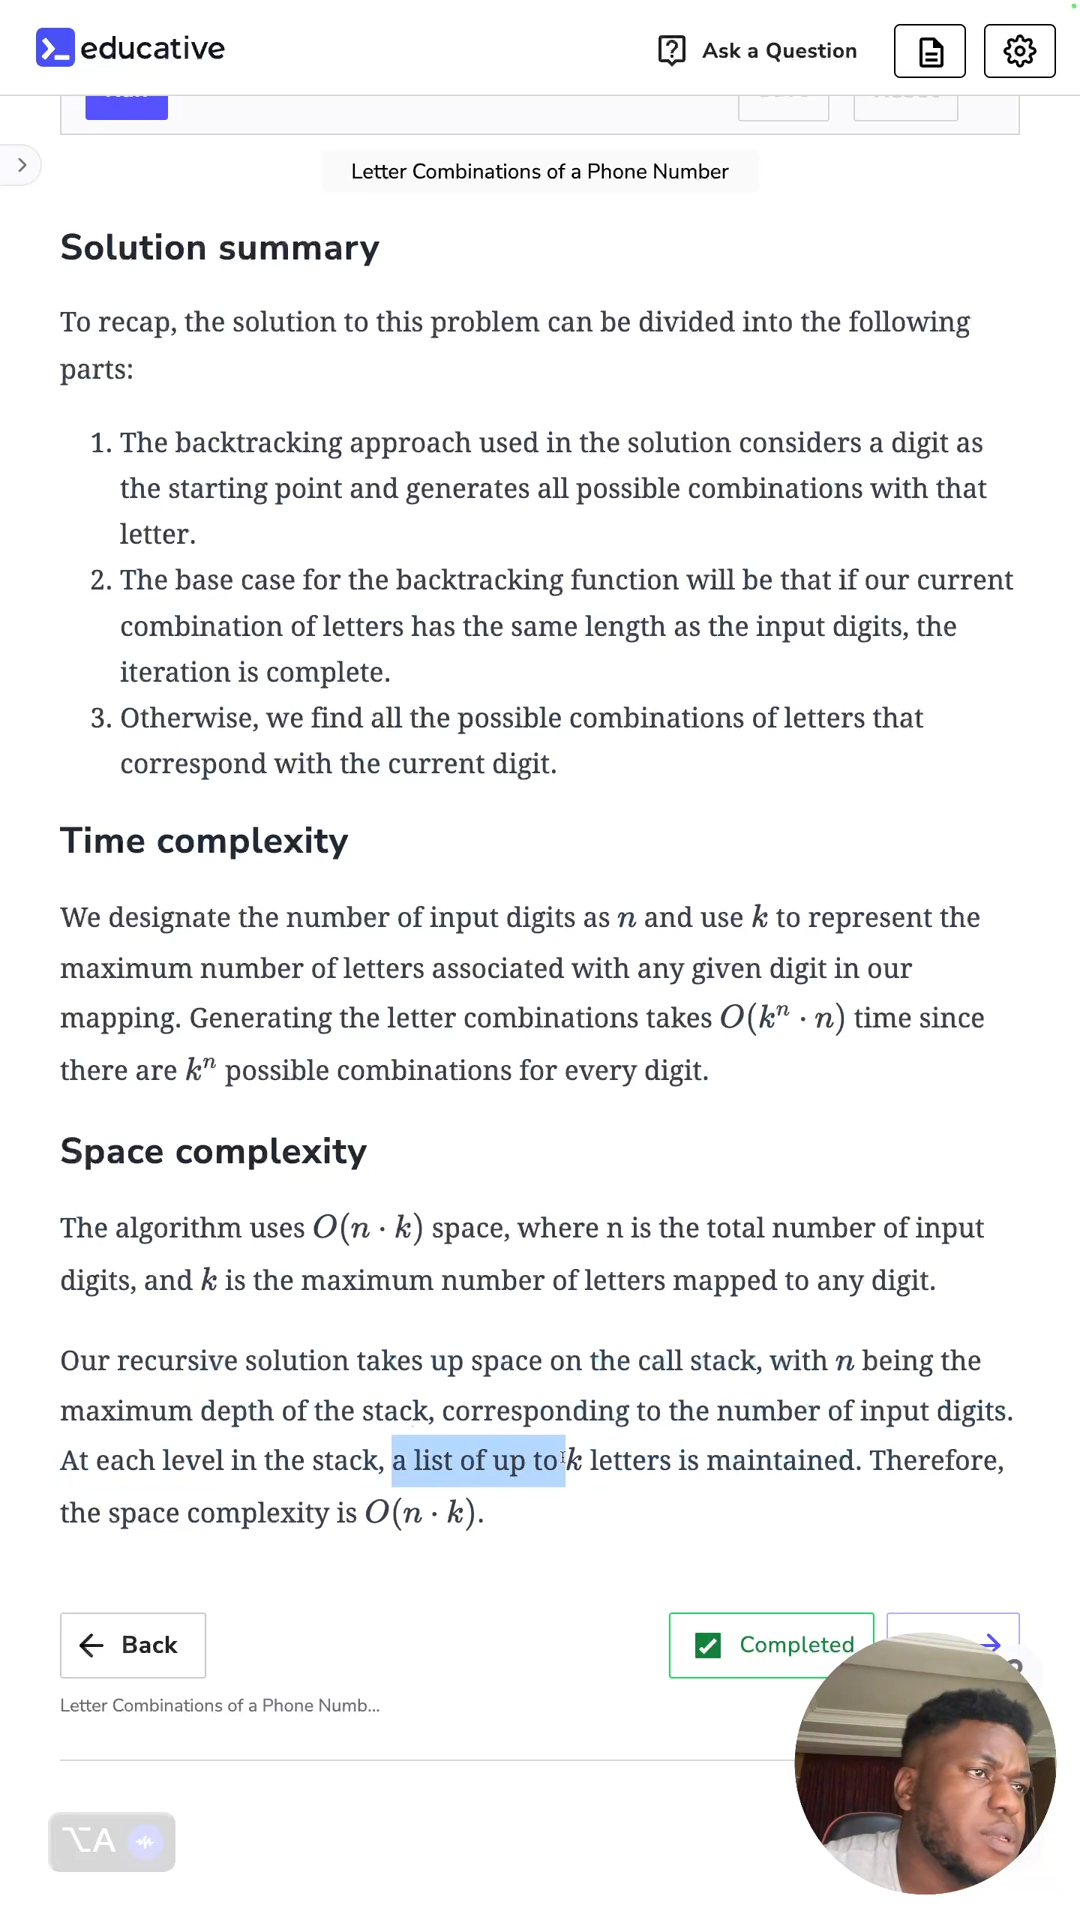 educative
Ask a Question
Letter Combinations of a Phone Number
Solution summary
To recap, the solution to this problem can be divided into the following
parts:
1. The backtracking approach used in the solution considers a digit as
the starting point and generates all possible combinations with that
letter.
2. The base case for the backtracking function will be that if our current
combination of letters has the same length as the input digits, the
iteration is complete.
3. Otherwise, we find all the possible combinations of letters that
correspond with the current digit.
Time complexity
We designate the number of input digits as n and use k to represent the
maximum number of letters associated with any given digit in our
mapping. Generating the letter combinations takes O(kⁿ · n) time since
there are kⁿ possible combinations for every digit.
Space complexity
The algorithm uses O(n · k) space, where n is the total number of input
digits, and k is the maximum number of letters mapped to any digit.
Our recursive solution takes up space on the call stack, with n being the
maximum depth of the stack, corresponding to the number of input digits.
At each level in the stack, a list of up to k letters is maintained. Therefore,
the space complexity is O(n · k).
← Back
Completed
Letter Combinations of a Phone Numb...
⌥A